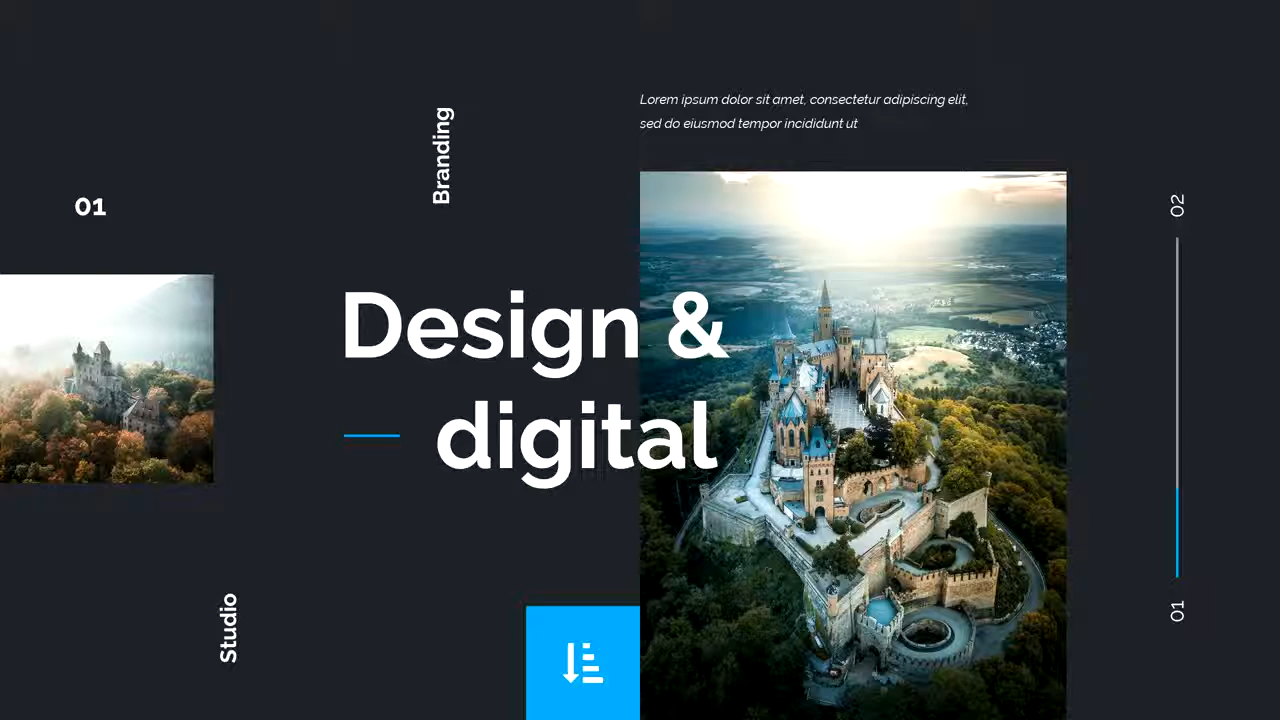 Lorem ipsum dolor sit amet, consectetur adipiscing elit,
sed do eiusmod tempor incididunt ut
Branding
01
02
Design &
digital
Studio
01